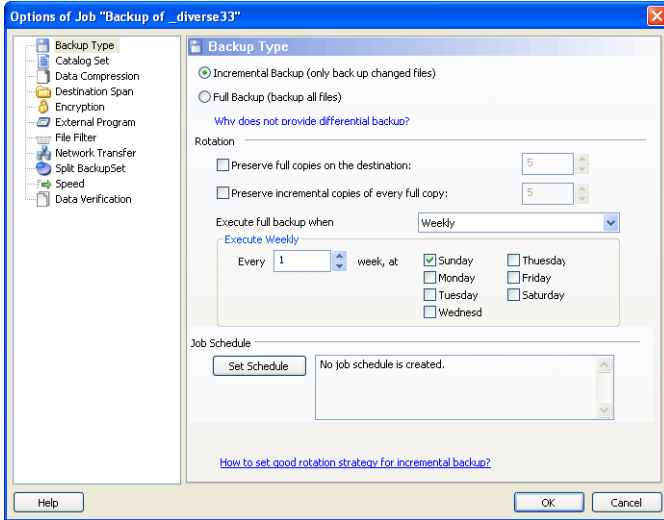 Options of Job "Backup of _diverse33"
Backup Type
Catalog Set
Data Compression
Destination Span
Encryption
External Program
File Filter
Network Transfer
Split BackupSet
Speed
Data Verification
Backup Type
Incremental Backup (only back up changed files)
Full Backup (backup all files)
Why does not provide differential backup?
Rotation
Preserve full copies on the destination: 5
Preserve incremental copies of every full copy: 5
Execute full backup when Weekly
Execute Weekly
Every 1 week, at
Sunday Thuesday
Monday Friday
Tuesday Saturday
Wednesd
Job Schedule
Set Schedule No job schedule is created.
How to set good rotation strategy for incremental backup?
Help OK Cancel